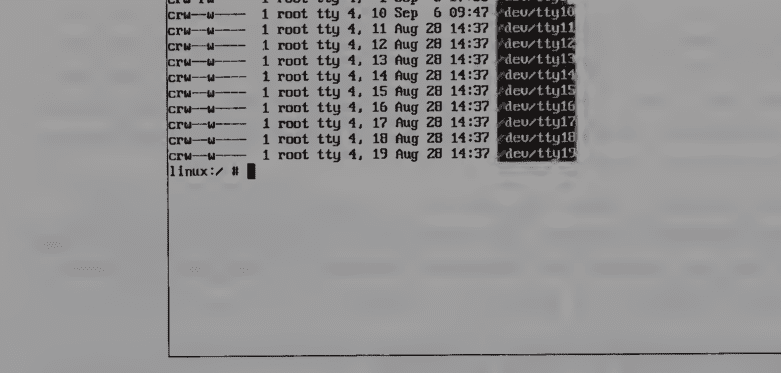 crw--w---- 1 root tty 4, 10 Sep 6 09:47 /dev/tty10
crw--w---- 1 root tty 4, 11 Aug 28 14:37 /dev/tty11
crw--w---- 1 root tty 4, 12 Aug 28 14:37 /dev/tty12
crw--w---- 1 root tty 4, 13 Aug 28 14:37 /dev/tty13
crw--w---- 1 root tty 4, 14 Aug 28 14:37 /dev/tty14
crw--w---- 1 root tty 4, 15 Aug 28 14:37 /dev/tty15
crw--w---- 1 root tty 4, 16 Aug 28 14:37 /dev/tty16
crw--w---- 1 root tty 4, 17 Aug 28 14:37 /dev/tty17
crw--w---- 1 root tty 4, 18 Aug 28 14:37 /dev/tty18
crw--w---- 1 root tty 4, 19 Aug 28 14:37 /dev/tty19
linux:/ #